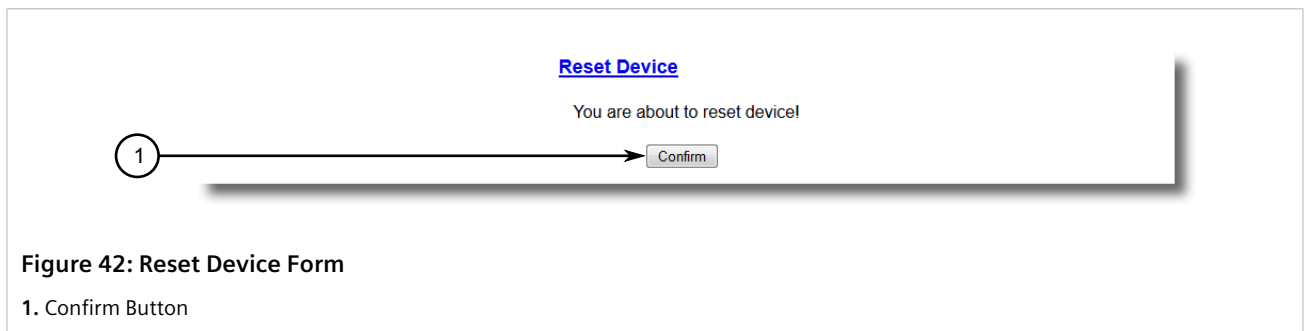 Reset Device
You are about to reset device!
1
Confirm
Figure 42: Reset Device Form
1. Confirm Button